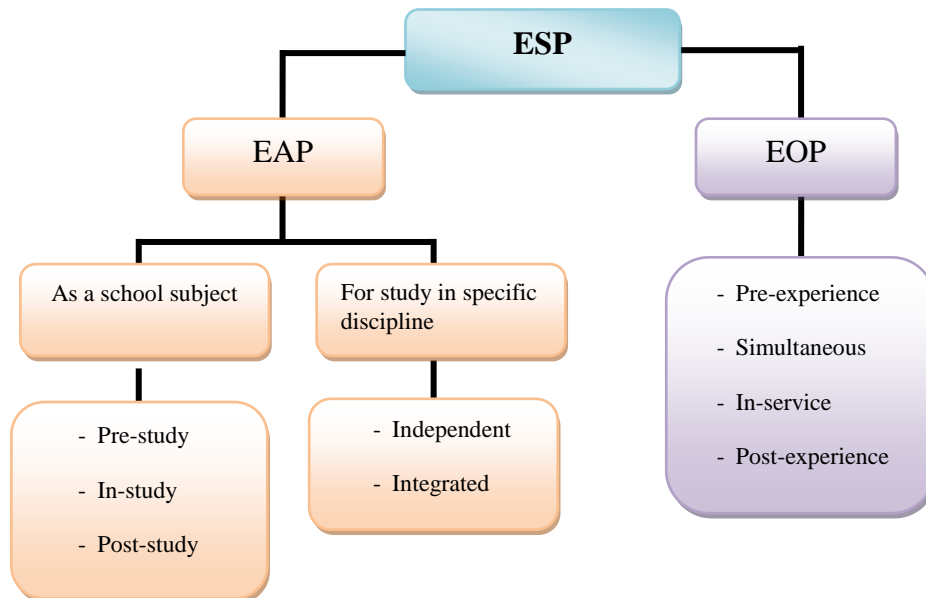 ESP
EAP
EOP
As a school subject
For study in specific
discipline
- Pre-experience
- Simultaneous
- In-service
- Post-experience
- Pre-study
- In-study
- Post-study
- Independent
- Integrated